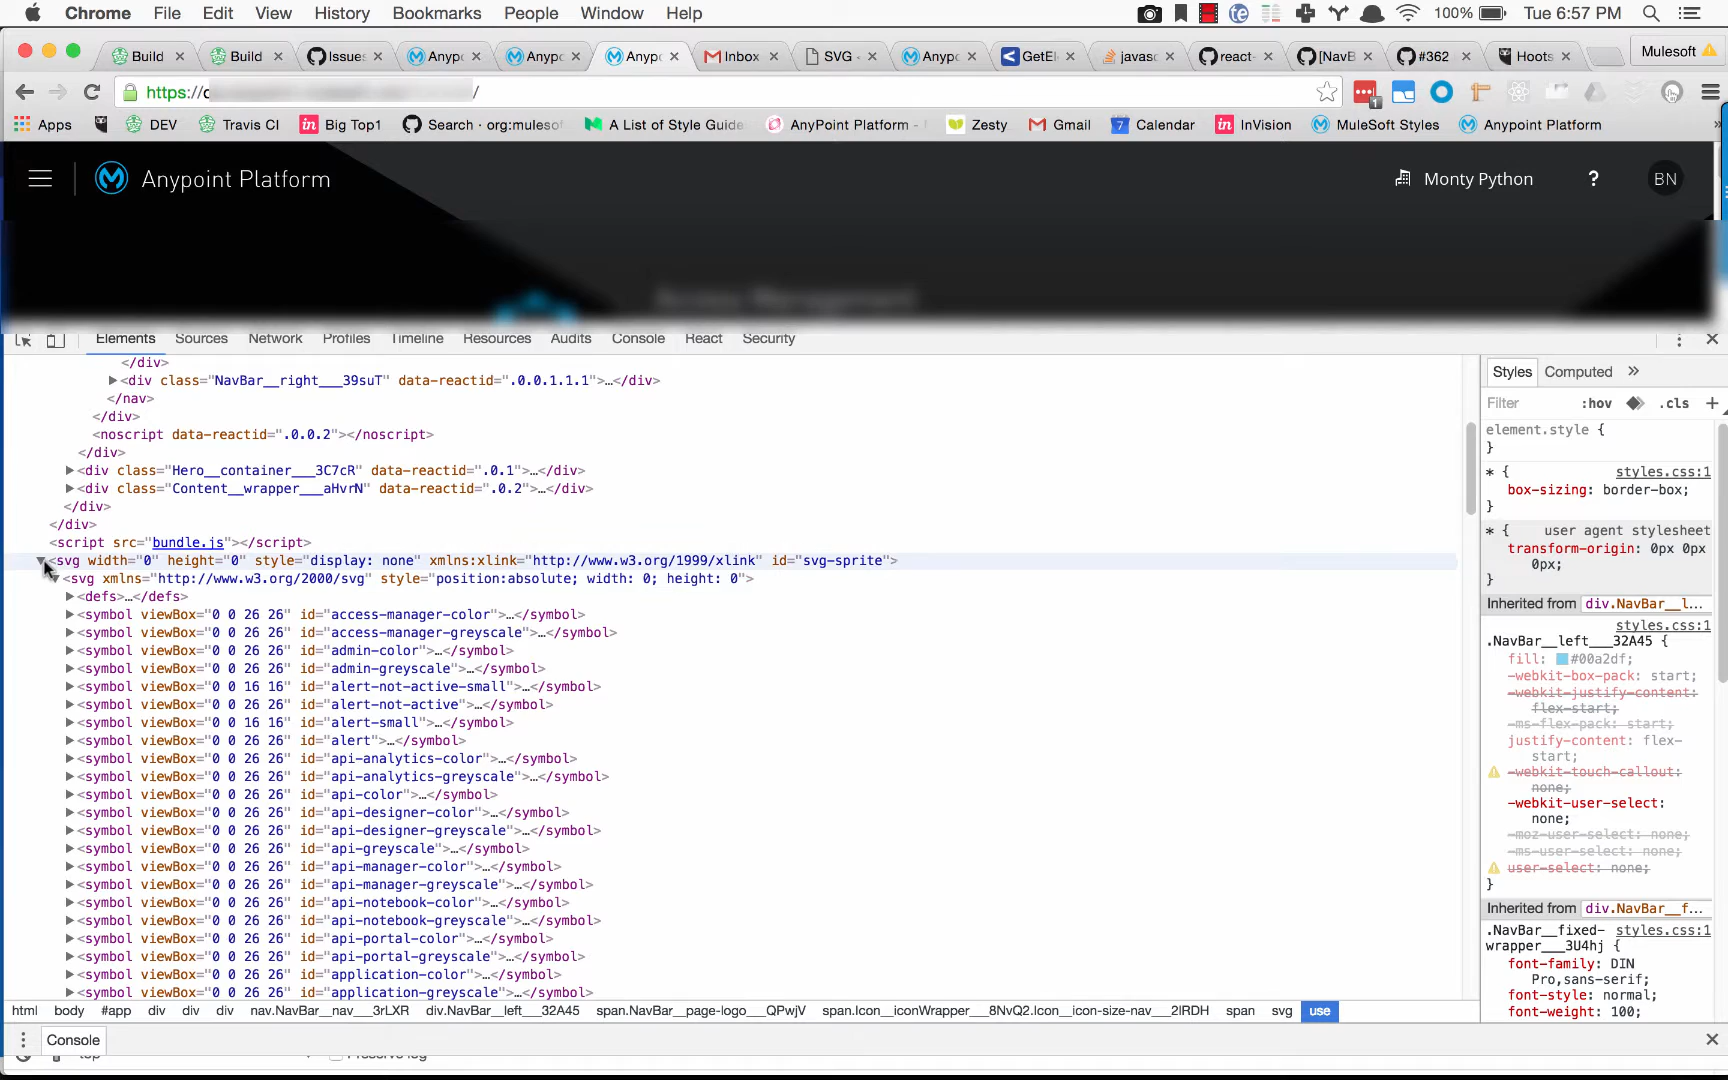 Chrome File Edit View History Bookmarks People Window Help 100% Tue 6:57 PM
Build Build Issue Anypo Anypo Anypo Inbox SVG - Anypo GetEl javasc react- [NavB #362 Hoots Mulesoft
https:// /
Apps DEV Travis CI Big Top1 Search · org:muleso A List of Style Guide AnyPoint Platform - Zesty Gmail 7 Calendar InVision MuleSoft Styles Anypoint Platform »
Anypoint Platform Monty Python ? BN
Access Management
Elements Sources Network Profiles Timeline Resources Audits Console React Security
</div>
<div class="NavBar__right___39suT" data-reactid=".0.0.1.1.1">…</div>
</nav>
</div>
<noscript data-reactid=".0.0.2"></noscript>
</div>
<div class="Hero__container___3C7cR" data-reactid=".0.1">…</div>
<div class="Content__wrapper___aHvrN" data-reactid=".0.2">…</div>
</div>
</div>
<script src="bundle.js"></script>
<svg width="0" height="0" style="display: none" xmlns:xlink="http://www.w3.org/1999/xlink" id="svg-sprite">
<svg xmlns="http://www.w3.org/2000/svg" style="position:absolute; width: 0; height: 0">
<defs>…</defs>
<symbol viewBox="0 0 26 26" id="access-manager-color">…</symbol>
<symbol viewBox="0 0 26 26" id="access-manager-greyscale">…</symbol>
<symbol viewBox="0 0 26 26" id="admin-color">…</symbol>
<symbol viewBox="0 0 26 26" id="admin-greyscale">…</symbol>
<symbol viewBox="0 0 16 16" id="alert-not-active-small">…</symbol>
<symbol viewBox="0 0 26 26" id="alert-not-active">…</symbol>
<symbol viewBox="0 0 16 16" id="alert-small">…</symbol>
<symbol viewBox="0 0 26 26" id="alert">…</symbol>
<symbol viewBox="0 0 26 26" id="api-analytics-color">…</symbol>
<symbol viewBox="0 0 26 26" id="api-analytics-greyscale">…</symbol>
<symbol viewBox="0 0 26 26" id="api-color">…</symbol>
<symbol viewBox="0 0 26 26" id="api-designer-color">…</symbol>
<symbol viewBox="0 0 26 26" id="api-designer-greyscale">…</symbol>
<symbol viewBox="0 0 26 26" id="api-greyscale">…</symbol>
<symbol viewBox="0 0 26 26" id="api-manager-color">…</symbol>
<symbol viewBox="0 0 26 26" id="api-manager-greyscale">…</symbol>
<symbol viewBox="0 0 26 26" id="api-notebook-color">…</symbol>
<symbol viewBox="0 0 26 26" id="api-notebook-greyscale">…</symbol>
<symbol viewBox="0 0 26 26" id="api-portal-color">…</symbol>
<symbol viewBox="0 0 26 26" id="api-portal-greyscale">…</symbol>
<symbol viewBox="0 0 26 26" id="application-color">…</symbol>
<symbol viewBox="0 0 26 26" id="application-greyscale">…</symbol>
html body #app div div div nav.NavBar__nav___3rLXR div.NavBar__left___32A45 span.NavBar__page-logo___QPwjV span.Icon__iconWrapper___8NvQ2.Icon__icon-size-nav___2lRDH span svg use
Styles Computed »
Filter :hov .cls +
element.style {
}
* { styles.css:1
box-sizing: border-box;
}
* { user agent stylesheet
transform-origin: 0px 0px
0px;
}
Inherited from div.NavBar__l…
styles.css:1
.NavBar__left___32A45 {
fill: #00a2df;
-webkit-box-pack: start;
-webkit-justify-content:
flex-start;
-ms-flex-pack: start;
justify-content: flex-
start;
-webkit-touch-callout:
none;
-webkit-user-select:
none;
-moz-user-select: none;
-ms-user-select: none;
user-select: none;
}
Inherited from div.NavBar__f…
.NavBar__fixed- styles.css:1
wrapper___3U4hj {
font-family: DIN
Pro,sans-serif;
font-style: normal;
font-weight: 100;
Console
top Preserve log